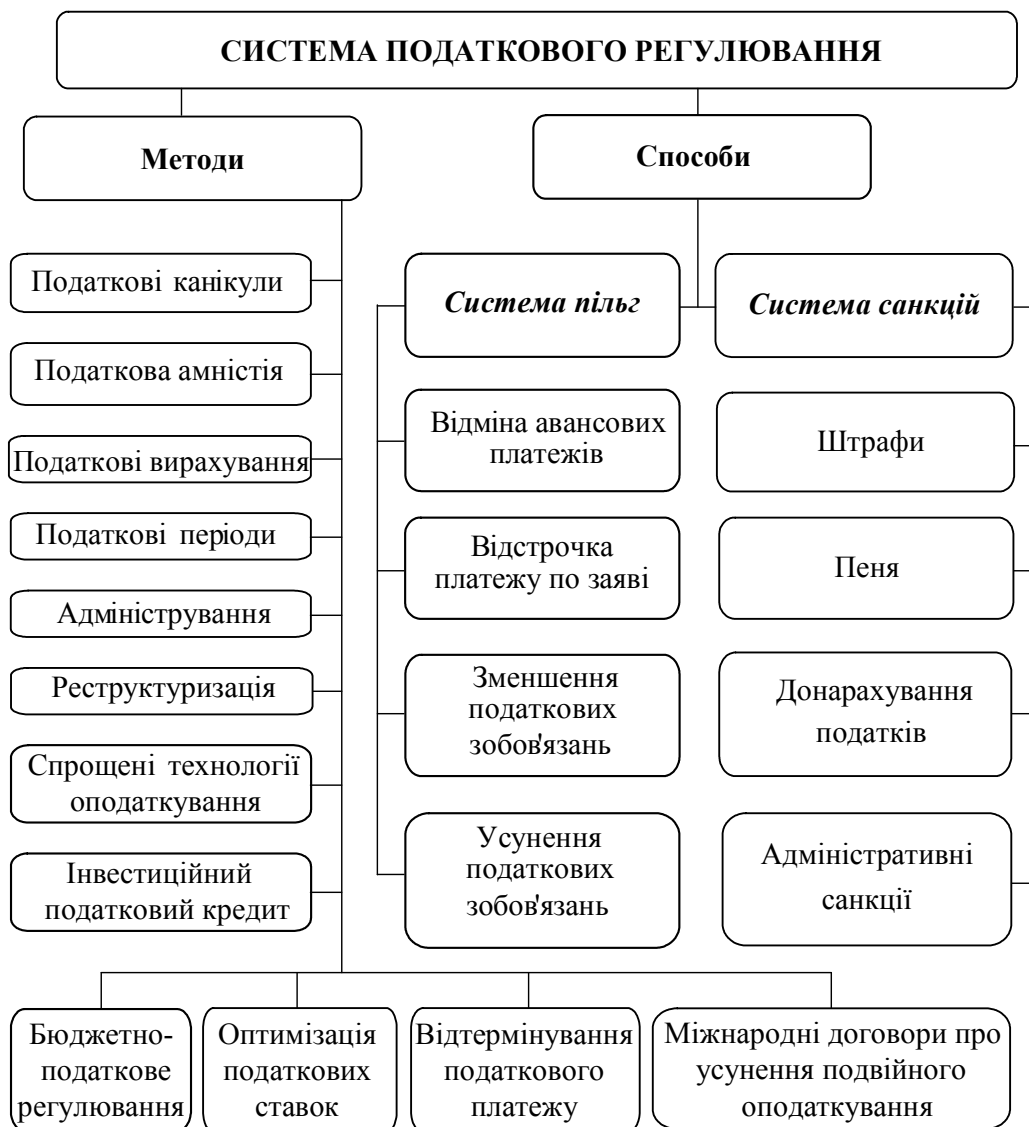 СИСТЕМА ПОДАТКОВОГО РЕГУЛЮВАННЯ
Методи
Способи
Податкові канікули
Податкова амністія
Податкові вирахування
Податкові періоди
Адміністрування
Реструктуризація
Спрощені технології
оподаткування
Інвестиційний
податковий кредит
Система пільг
Відміна авансових
платежів
Відстрочка
платежу по заяві
Зменшення
податкових
зобов'язань
Усунення
податкових
зобов'язань
Система санкцій
Штрафи
Пеня
Донарахування
податків
Адміністративні
санкції
Бюджетно-
податкове
регулювання
Оптимізація
податкових
ставок
Відтермінування
податкового
платежу
Міжнародні договори про
усунення подвійного
оподаткування